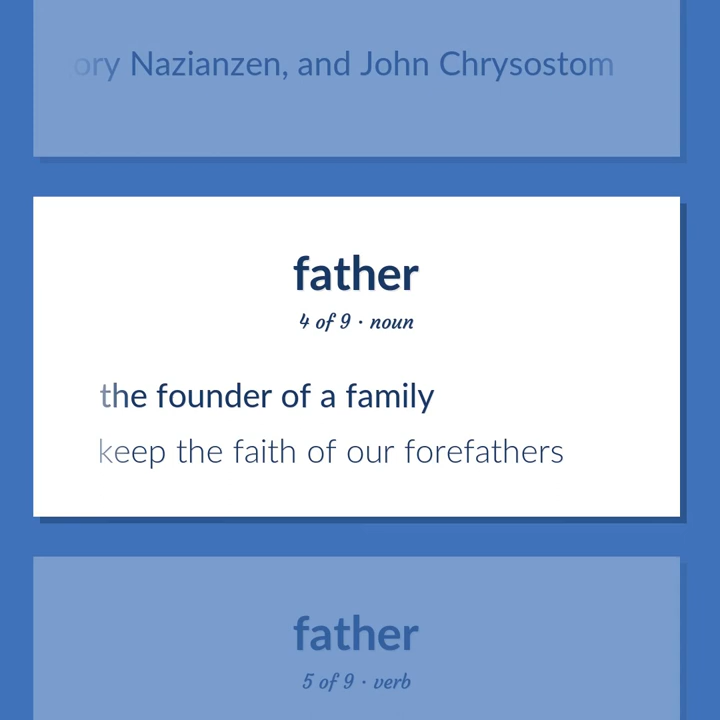 ory Nazianzen, and John Chrysostom
father
4 of 9 · noun
the founder of a family
keep the faith of our forefathers
father
5 of 9 · verb